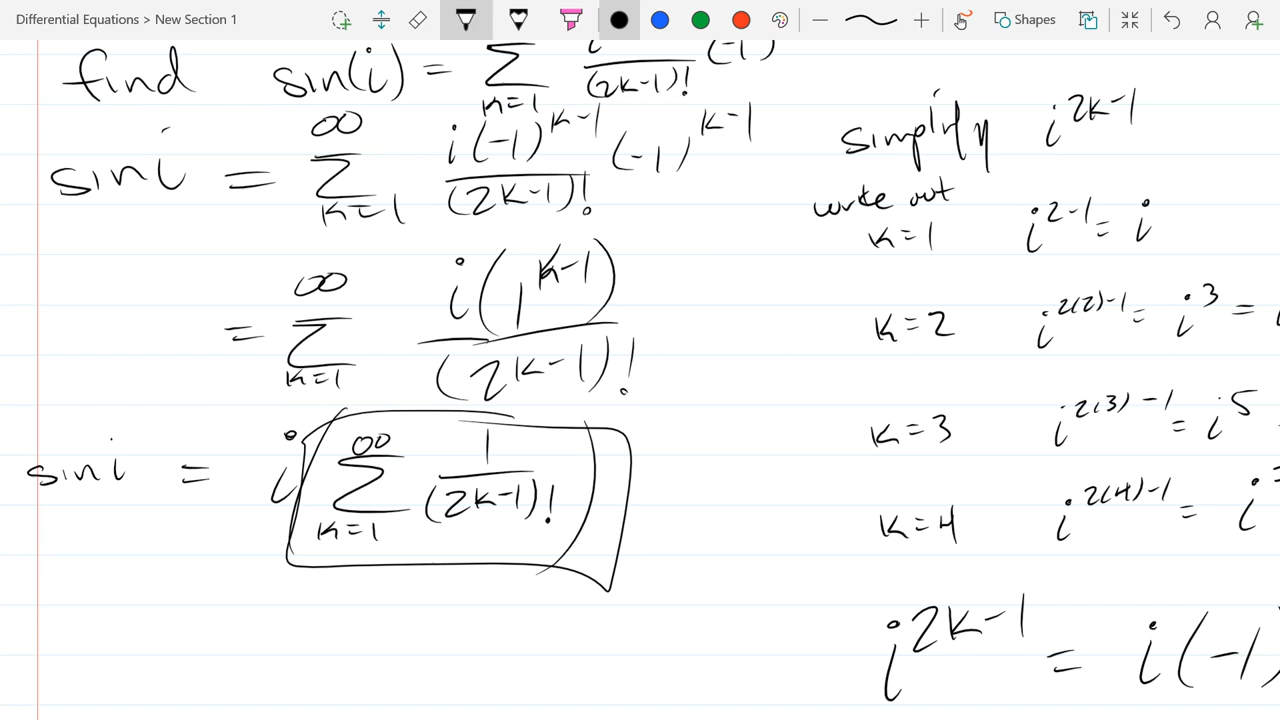 Differential Equations > New Section 1
Shapes
find sin(i) = ∑ k=1 i/(2k-1)! (-1)
sin i = ∑ k=1 ∞ i(-1)^{k-1}/(2k-1)! (-1)^{k-1}
= ∑ k=1 ∞ i(1^{k-1})/(2^{k-1})!
sin i = i ∑ k=1 ∞ 1/(2k-1)!
simplify i^{2k-1}
write out
k=1 i^{2-1} = i
k=2 i^{2(2)-1} = i^3 =
k=3 i^{2(3)-1} = i^5
k=4 i^{2(4)-1} = i
i^{2k-1} = i(-1)